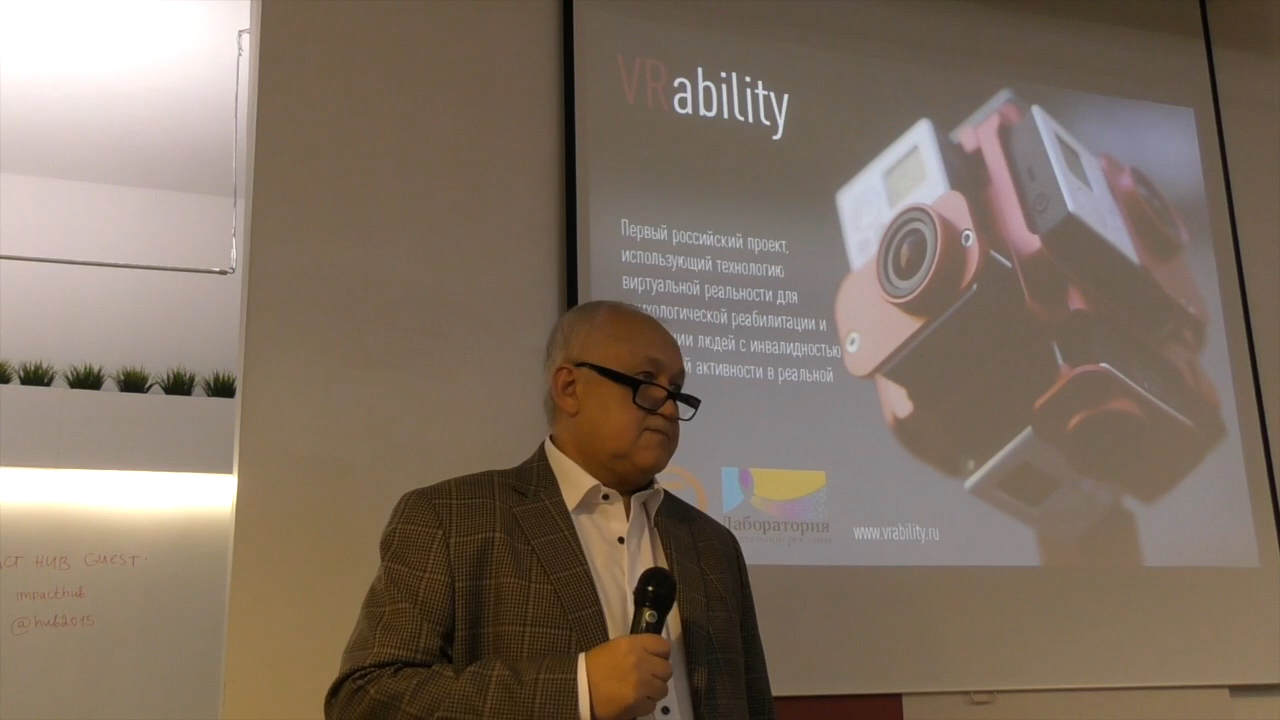 VRability
Первый российский проект,
использующий технологию
виртуальной реальности для
реабилитации и
людей с инвалидностью
активности в реальной
Лаборатория
www.vrability.ru
HUB GUEST.
impacthub
@hub2015